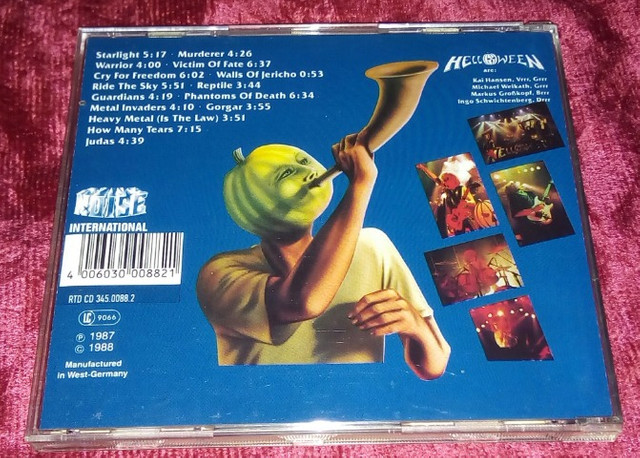 Starlight 5:17 · Murderer 4:26
Warrior 4:00 · Victim Of Fate 6:37
Cry For Freedom 6:02 · Walls Of Jericho 0:53
Ride The Sky 5:51 · Reptile 3:44
Guardians 4:19 · Phantoms Of Death 6:34
Metal Invaders 4:10 · Gorgar 3:55
Heavy Metal (Is The Law) 3:51
How Many Tears 7:15
Judas 4:39
HELLOWEEN
are:
Kai Hansen, Vrrr, Grrr
Michael Weikath, Grrr
Markus Großkopf, Brrr
Ingo Schwichtenberg, Drrr
NOISE
INTERNATIONAL
4 006030 008821
RTD CD 345.0088.2
LC 9066
℗ 1987
© 1988
Manufactured
in West-Germany